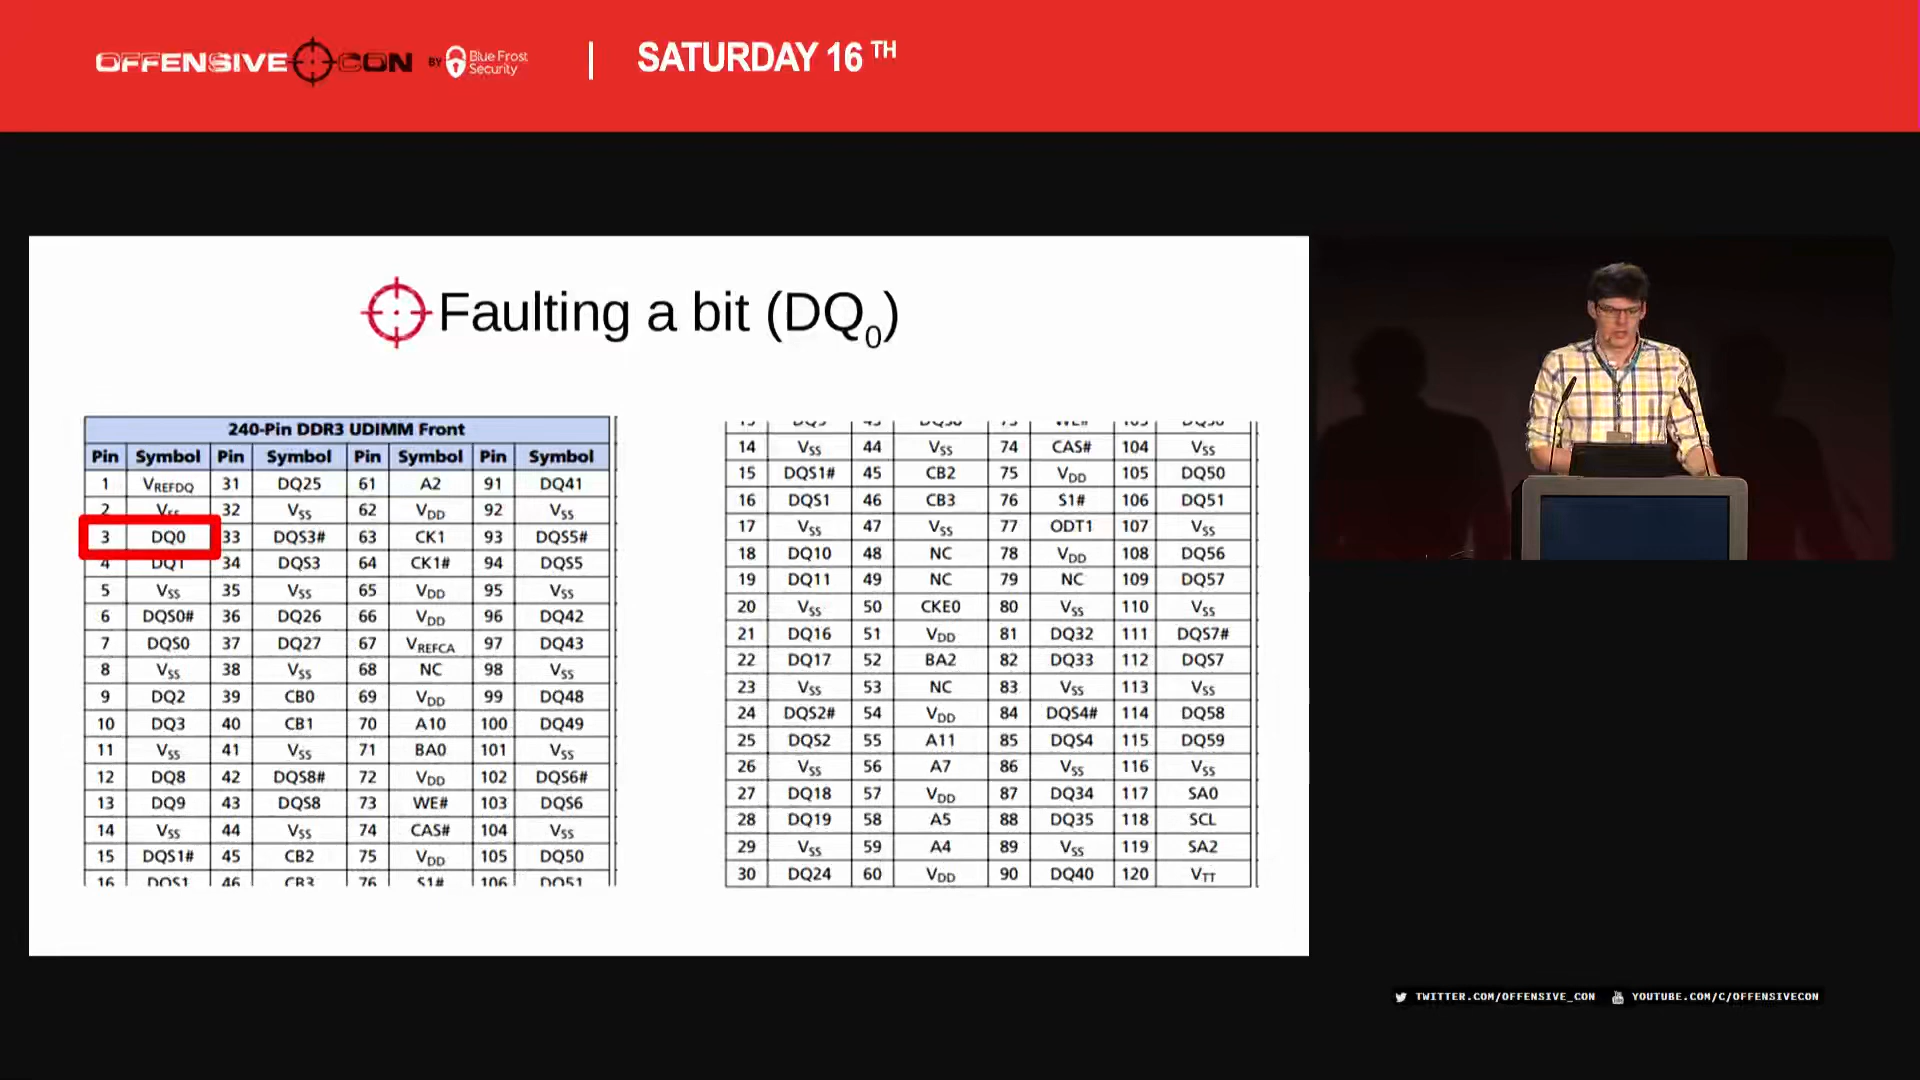 OFFENSIVE CON BY Blue Frost Security | SATURDAY 16 TH
Faulting a bit (DQ0)
240-Pin DDR3 UDIMM Front
Pin Symbol Pin Symbol Pin Symbol Pin Symbol
1 VREFDQ 31 DQ25 61 A2 91 DQ41
2 VSS 32 VSS 62 VDD 92 VSS
3 DQ0 33 DQS3# 63 CK1 93 DQS5#
4 DQ1 34 DQS3 64 CK1# 94 DQS5
5 VSS 35 VSS 65 VDD 95 VSS
6 DQS0# 36 DQ26 66 VDD 96 DQ42
7 DQS0 37 DQ27 67 VREFCA 97 DQ43
8 VSS 38 VSS 68 NC 98 VSS
9 DQ2 39 CB0 69 VDD 99 DQ48
10 DQ3 40 CB1 70 A10 100 DQ49
11 VSS 41 VSS 71 BA0 101 VSS
12 DQ8 42 DQS8# 72 VDD 102 DQS6#
13 DQ9 43 DQS8 73 WE# 103 DQS6
14 VSS 44 VSS 74 CAS# 104 VSS
15 DQS1# 45 CB2 75 VDD 105 DQ50
16 DQS1 46 CB3 76 S1# 106 DQ51
14 VSS 44 VSS 74 CAS# 104 VSS
15 DQS1# 45 CB2 75 VDD 105 DQ50
16 DQS1 46 CB3 76 S1# 106 DQ51
17 VSS 47 VSS 77 ODT1 107 VSS
18 DQ10 48 NC 78 VDD 108 DQ56
19 DQ11 49 NC 79 NC 109 DQ57
20 VSS 50 CKE0 80 VSS 110 VSS
21 DQ16 51 VDD 81 DQ32 111 DQS7#
22 DQ17 52 BA2 82 DQ33 112 DQS7
23 VSS 53 NC 83 VSS 113 VSS
24 DQS2# 54 VDD 84 DQS4# 114 DQ58
25 DQS2 55 A11 85 DQS4 115 DQ59
26 VSS 56 A7 86 VSS 116 VSS
27 DQ18 57 VDD 87 DQ34 117 SA0
28 DQ19 58 A5 88 DQ35 118 SCL
29 VSS 59 A4 89 VSS 119 SA2
30 DQ24 60 VDD 90 DQ40 120 VTT
TWITTER.COM/OFFENSIVE_CON YOUTUBE.COM/C/OFFENSIVECON